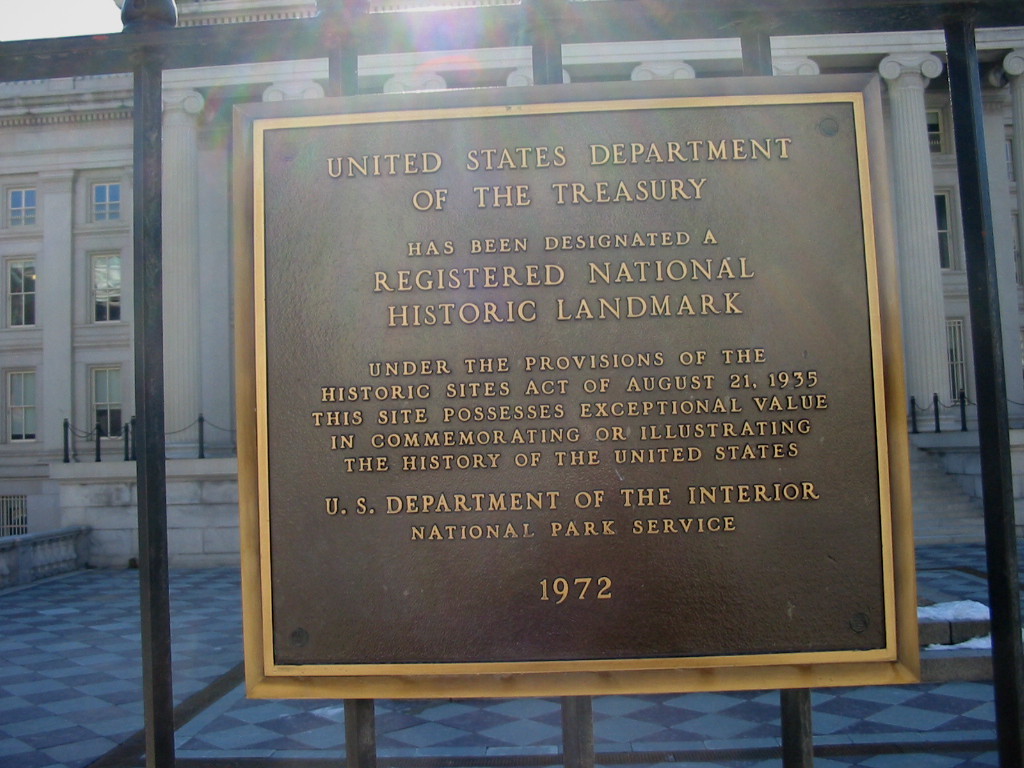 UNITED STATES DEPARTMENT
OF THE TREASURY
HAS BEEN DESIGNATED A
REGISTERED NATIONAL
HISTORIC LANDMARK
UNDER THE PROVISIONS OF THE
HISTORIC SITES ACT OF AUGUST 21, 1935
THIS SITE POSSESSES EXCEPTIONAL VALUE
IN COMMEMORATING OR ILLUSTRATING
THE HISTORY OF THE UNITED STATES
U. S. DEPARTMENT OF THE INTERIOR
NATIONAL PARK SERVICE
1972